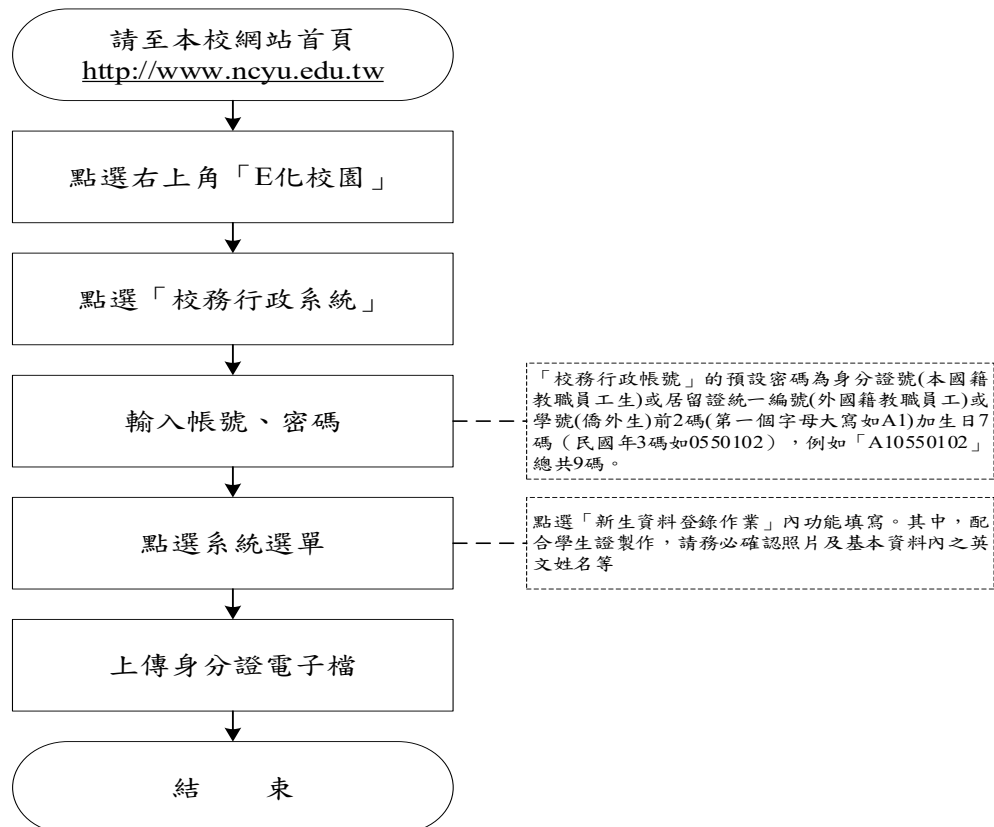 請至本校網站首頁
http://www.ncyu.edu.tw
點選右上角「E化校園」
點選「校務行政系統」
輸入帳號、密碼
「校務行政帳號」的預設密碼為身分證號(本國籍
教職員工生)或居留證統一編號(外國籍教職員工)或
學號(僑外生)前2碼(第一個字母大寫如A1)加生日7
碼（民國年3碼如0550102），例如「A10550102」
總共9碼。
點選系統選單
點選「新生資料登錄作業」內功能填寫。其中，配
合學生證製作，請務必確認照片及基本資料內之英
文姓名等
上傳身分證電子檔
結　　束